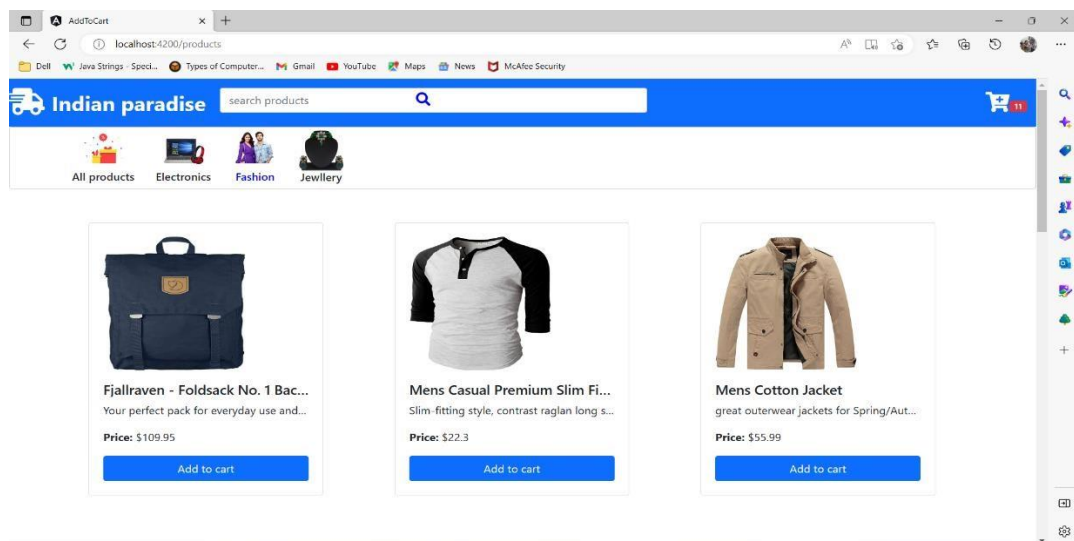 AddToCart
localhost:4200/products
Dell Java Strings - Speci... Types of Computer... Gmail YouTube Maps News McAfee Security
Indian paradise search products 11
All products Electronics Fashion Jewllery
Fjallraven - Foldsack No. 1 Bac... Mens Casual Premium Slim Fi... Mens Cotton Jacket
Your perfect pack for everyday use and... Slim-fitting style, contrast raglan long s... great outerwear jackets for Spring/Aut...
Price: $109.95 Price: $22.3 Price: $55.99
Add to cart Add to cart Add to cart